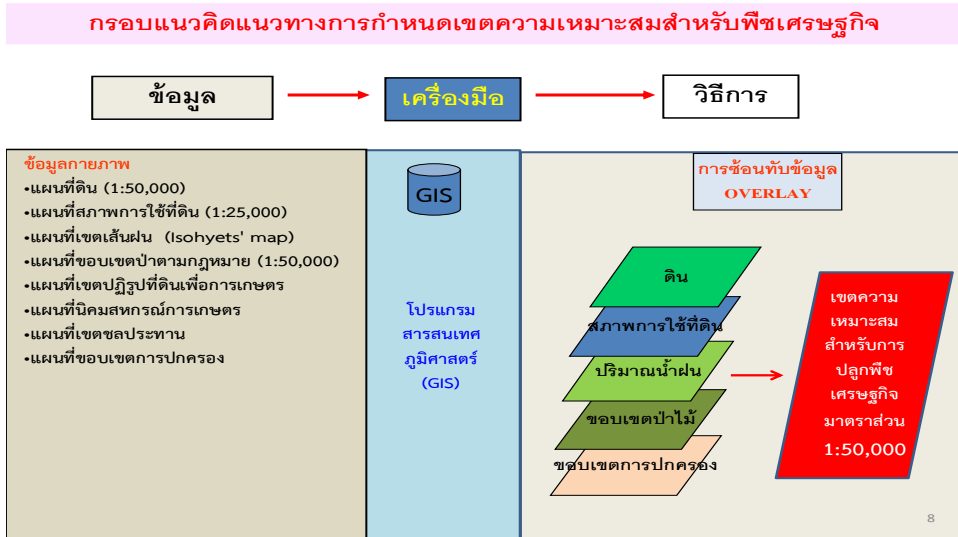 กรอบแนวคิดแนวทางการกำหนดเขตความเหมาะสมสำหรับพืชเศรษฐกิจ
ข้อมูล
เครื่องมือ
วิธีการ
ข้อมูลกายภาพ
•แผนที่ดิน (1:50,000)
•แผนที่สภาพการใช้ที่ดิน (1:25,000)
•แผนที่เขตเส้นฝน (Isohyets' map)
•แผนที่ขอบเขตป่าตามกฎหมาย (1:50,000)
•แผนที่เขตปฏิรูปที่ดินเพื่อการเกษตร
•แผนที่นิคมสหกรณ์การเกษตร
•แผนที่เขตชลประทาน
•แผนที่ขอบเขตการปกครอง
GIS
โปรแกรม
สารสนเทศ
ภูมิศาสตร์
(GIS)
การซ้อนทับข้อมูล
OVERLAY
ดิน
สภาพการใช้ที่ดิน
ปริมาณน้ำฝน
ขอบเขตป่าไม้
ขอบเขตการปกครอง
เขตความ
เหมาะสม
สำหรับการ
ปลูกพืช
เศรษฐกิจ
มาตราส่วน
1:50,000
8